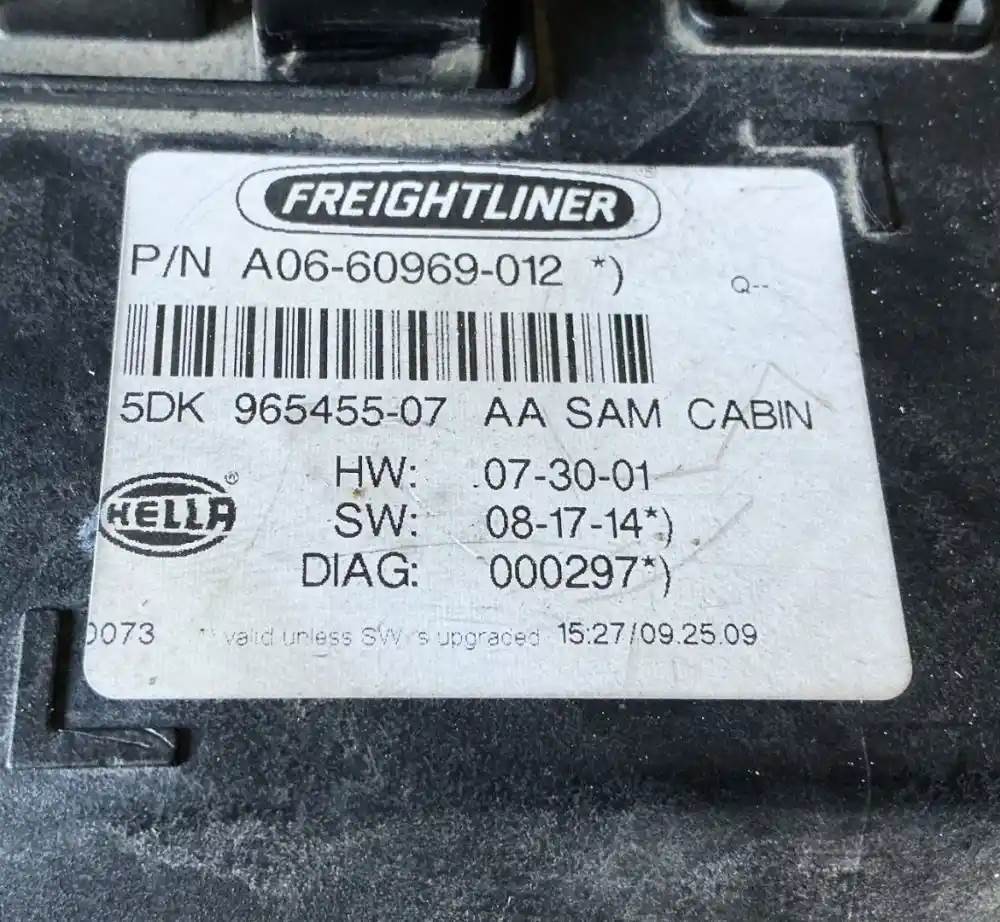 FREIGHTLINER®
P/N A06-60969-012 *)
Q--
5DK 965455-07 AA SAM CABIN
HELLA®
HW: 07-30-01
SW: 08-17-14*)
DIAG: 000297*)
0073 *) valid unless SW is upgraded 15:27/09.25.09